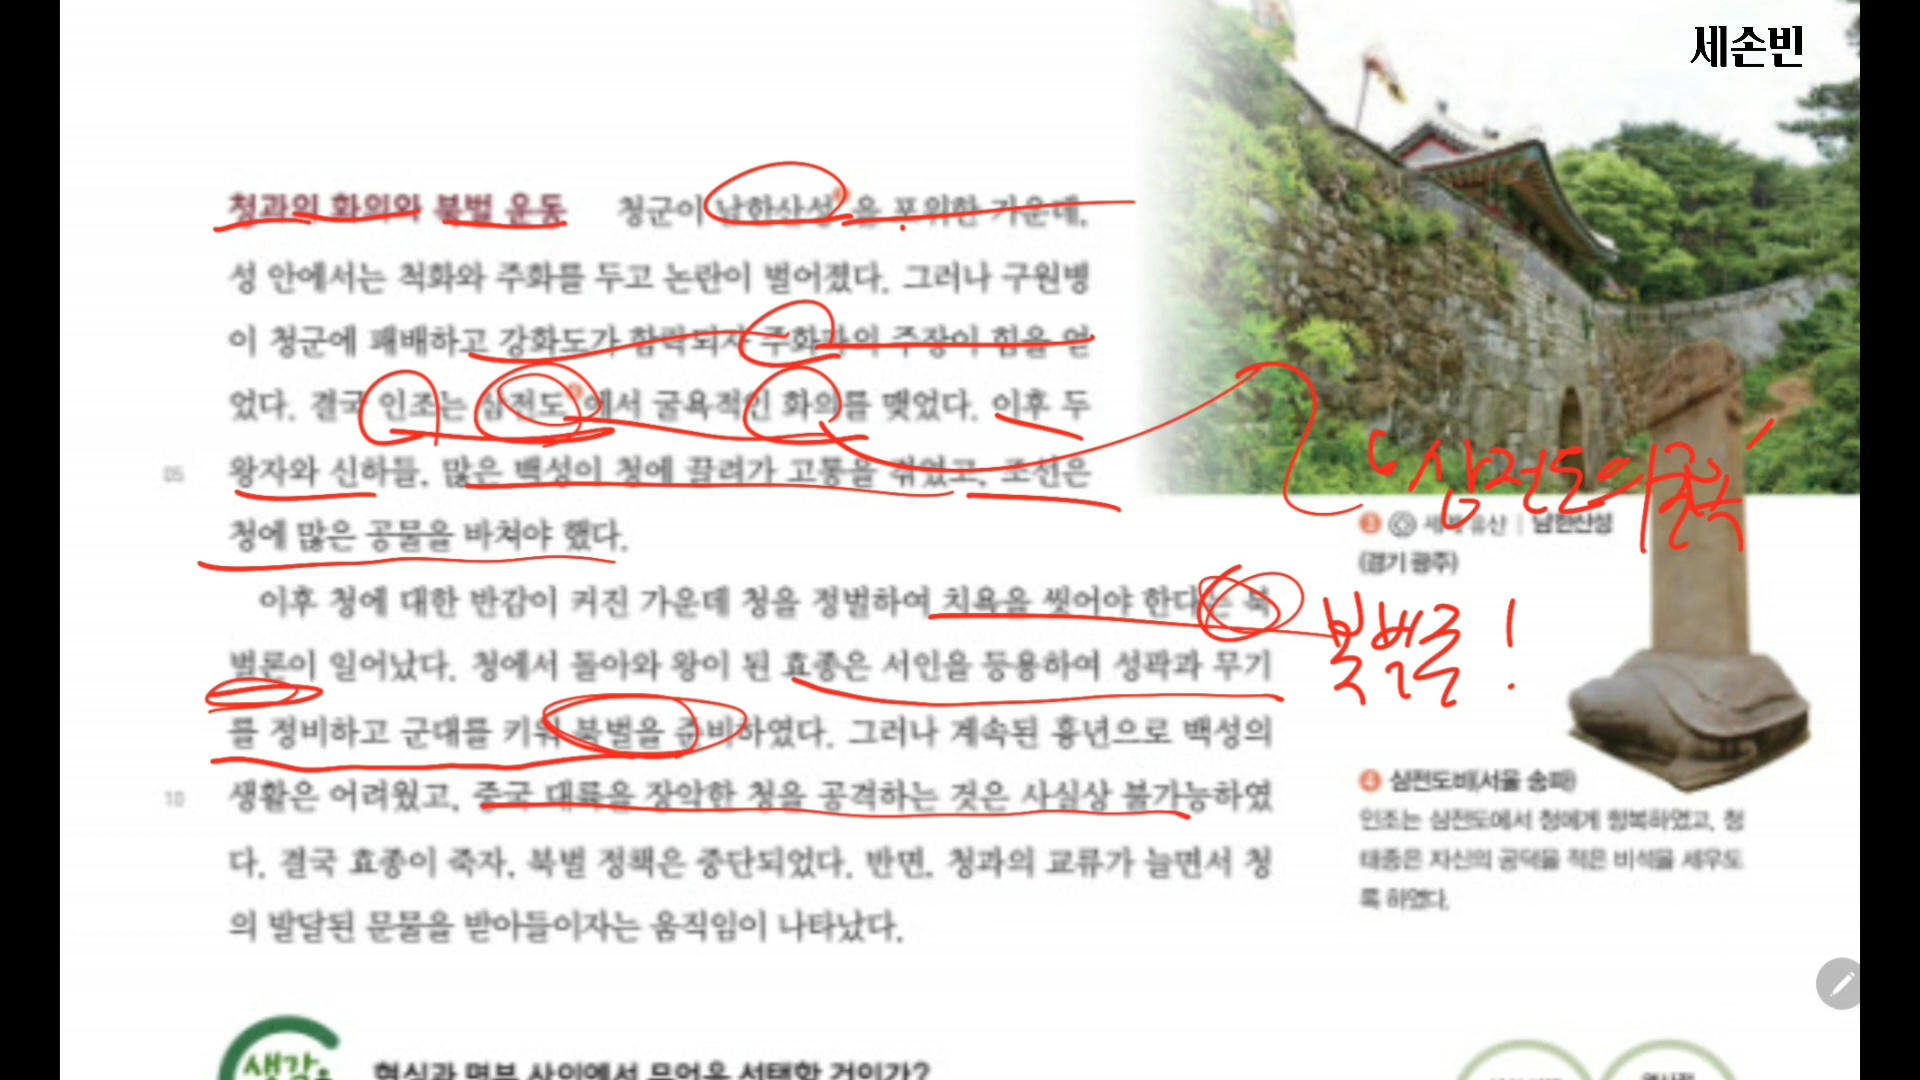 세손빈
청과의 화의와 북벌 운동 청군이 남한산성을 포위한 가운데,
성 안에서는 척화와 주화를 두고 논란이 벌어졌다. 그러나 구원병
이 청군에 패배하고 강화도가 함락되자 주화파의 주장이 힘을 얻
었다. 결국 인조는 삼전도에서 굴욕적인 화의를 맺었다. 이후 두
05 왕자와 신하들, 많은 백성이 청에 끌려가 고통을 겪었고, 조선은
청에 많은 공물을 바쳐야 했다.
이후 청에 대한 반감이 커진 가운데 청을 정벌하여 치욕을 씻어야 한다는 북
벌론이 일어났다. 청에서 돌아와 왕이 된 효종은 서인을 등용하여 성곽과 무기
를 정비하고 군대를 키워 북벌을 준비하였다. 그러나 계속된 흉년으로 백성의
10 생활은 어려웠고, 중국 대륙을 장악한 청을 공격하는 것은 사실상 불가능하였
다. 결국 효종이 죽자, 북벌 정책은 중단되었다. 반면, 청과의 교류가 늘면서 청
의 발달된 문물을 받아들이자는 움직임이 나타났다.
삼전도의 굴욕
3 세계 유산 | 남한산성
(경기 광주)
북벌론!
4 삼전도비(서울 송파)
인조는 삼전도에서 청에게 항복하였고, 청
태종은 자신의 공덕을 적은 비석을 세우도
록 하였다.
생각을
현실과 명분 사이에서 무엇을 선택할 것인가?